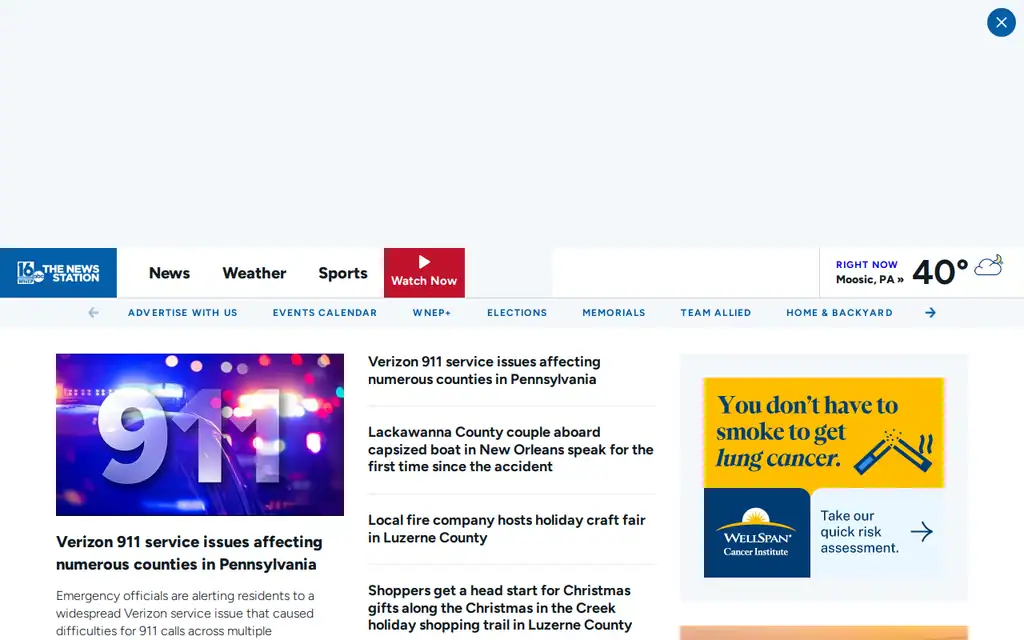 16 WNEP abc THE NEWS STATION
News
Weather
Sports
Watch Now
RIGHT NOW
Moosic, PA »
40°
ADVERTISE WITH US
EVENTS CALENDAR
WNEP+
ELECTIONS
MEMORIALS
TEAM ALLIED
HOME & BACKYARD
911
Verizon 911 service issues affecting
numerous counties in Pennsylvania
Emergency officials are alerting residents to a
widespread Verizon service issue that caused
difficulties for 911 calls across multiple
Verizon 911 service issues affecting
numerous counties in Pennsylvania
Lackawanna County couple aboard
capsized boat in New Orleans speak for the
first time since the accident
Local fire company hosts holiday craft fair
in Luzerne County
Shoppers get a head start for Christmas
gifts along the Christmas in the Creek
holiday shopping trail in Luzerne County
You don't have to
smoke to get
lung cancer.
WELLSPAN
Cancer Institute
Take our
quick risk
assessment.